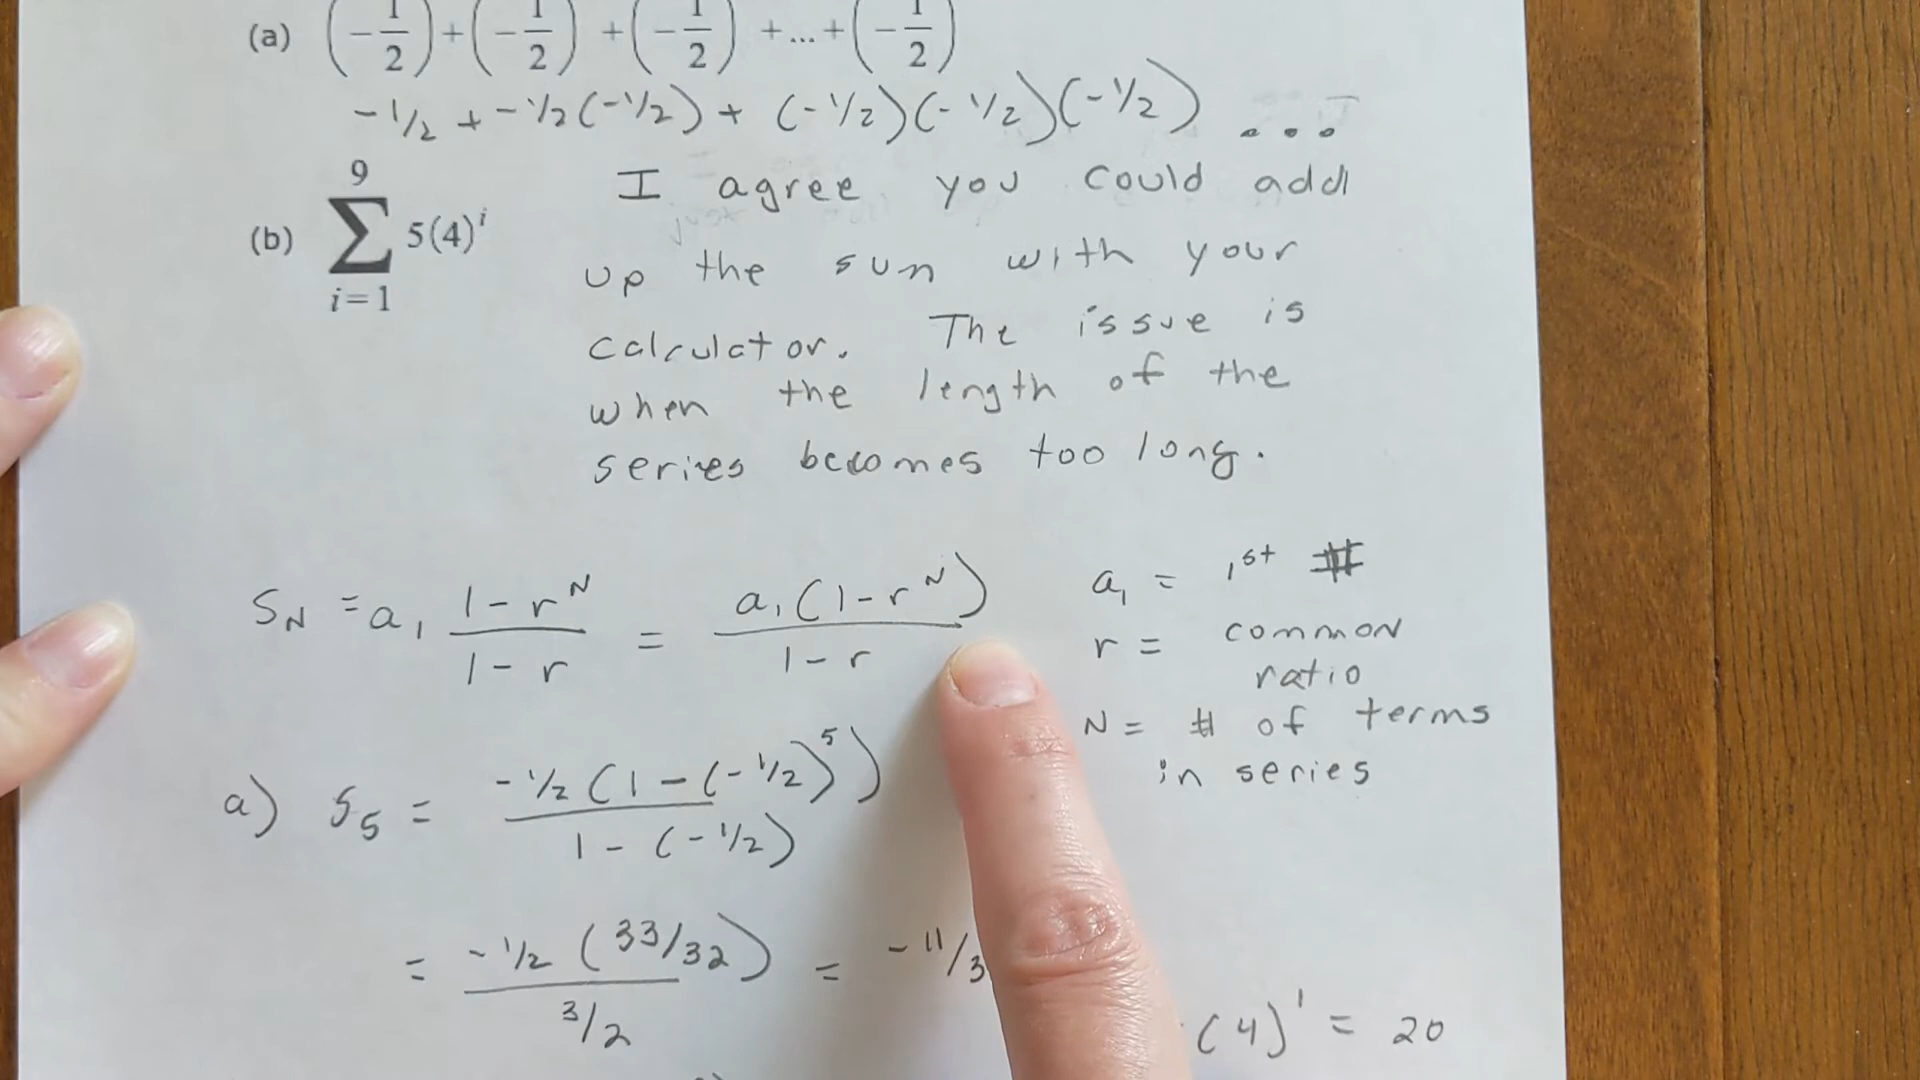 (a) (-1/2) + (-1/2) + (-1/2) + ... + (-1/2)
-1/2 + -1/2(-1/2) + (-1/2)(-1/2)(-1/2) ...
(b) 9 ∑ i=1 5(4)^i
I agree you could add
up the sum with your
calculator. The issue is
when the length of the
series becomes too long.
S_N = a_1 (1-r^N)/(1-r) = a_1(1-r^N)/(1-r)
a_1 = 1st #
r = common
ratio
N = # of terms
in series
a) S_5 = -1/2(1-(-1/2)^5)/(1-(-1/2))
= -1/2(33/32)/(3/2) = -11/3
(4)^1 = 20